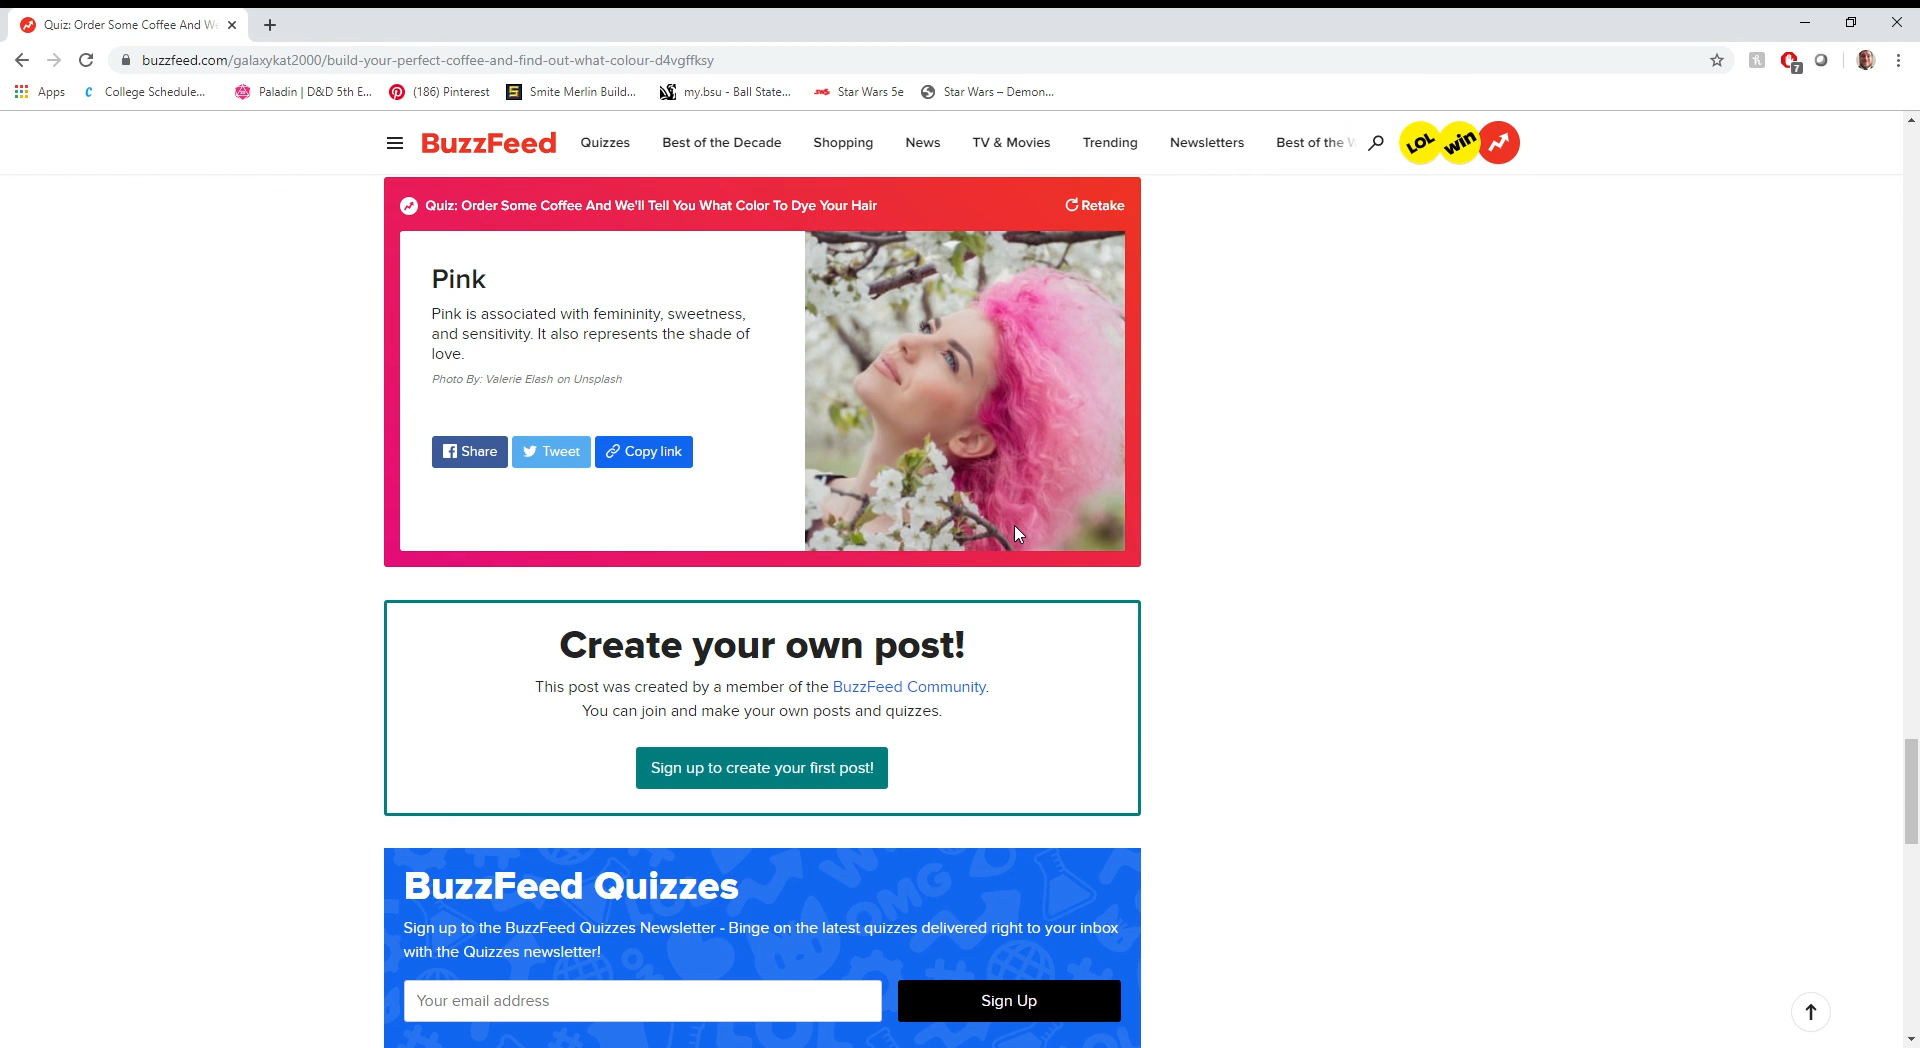 Quiz: Order Some Coffee And We
buzzfeed.com/galaxykat2000/build-your-perfect-coffee-and-find-out-what-colour-d4vgffksy
7
Apps
College Schedule...
Paladin | D&D 5th E...
(186) Pinterest
Smite Merlin Build...
my.bsu - Ball State...
Star Wars 5e
Star Wars – Demon...
BuzzFeed
Quizzes
Best of the Decade
Shopping
News
TV & Movies
Trending
Newsletters
Best of the W
LOL
win
Quiz: Order Some Coffee And We'll Tell You What Color To Dye Your Hair
Retake
Pink
Pink is associated with femininity, sweetness,
and sensitivity. It also represents the shade of
love.
Photo By: Valerie Elash on Unsplash
Share
Tweet
Copy link
Create your own post!
This post was created by a member of the BuzzFeed Community.
You can join and make your own posts and quizzes.
Sign up to create your first post!
BuzzFeed Quizzes
OMG
Sign up to the BuzzFeed Quizzes Newsletter - Binge on the latest quizzes delivered right to your inbox
with the Quizzes newsletter!
Your email address
Sign Up